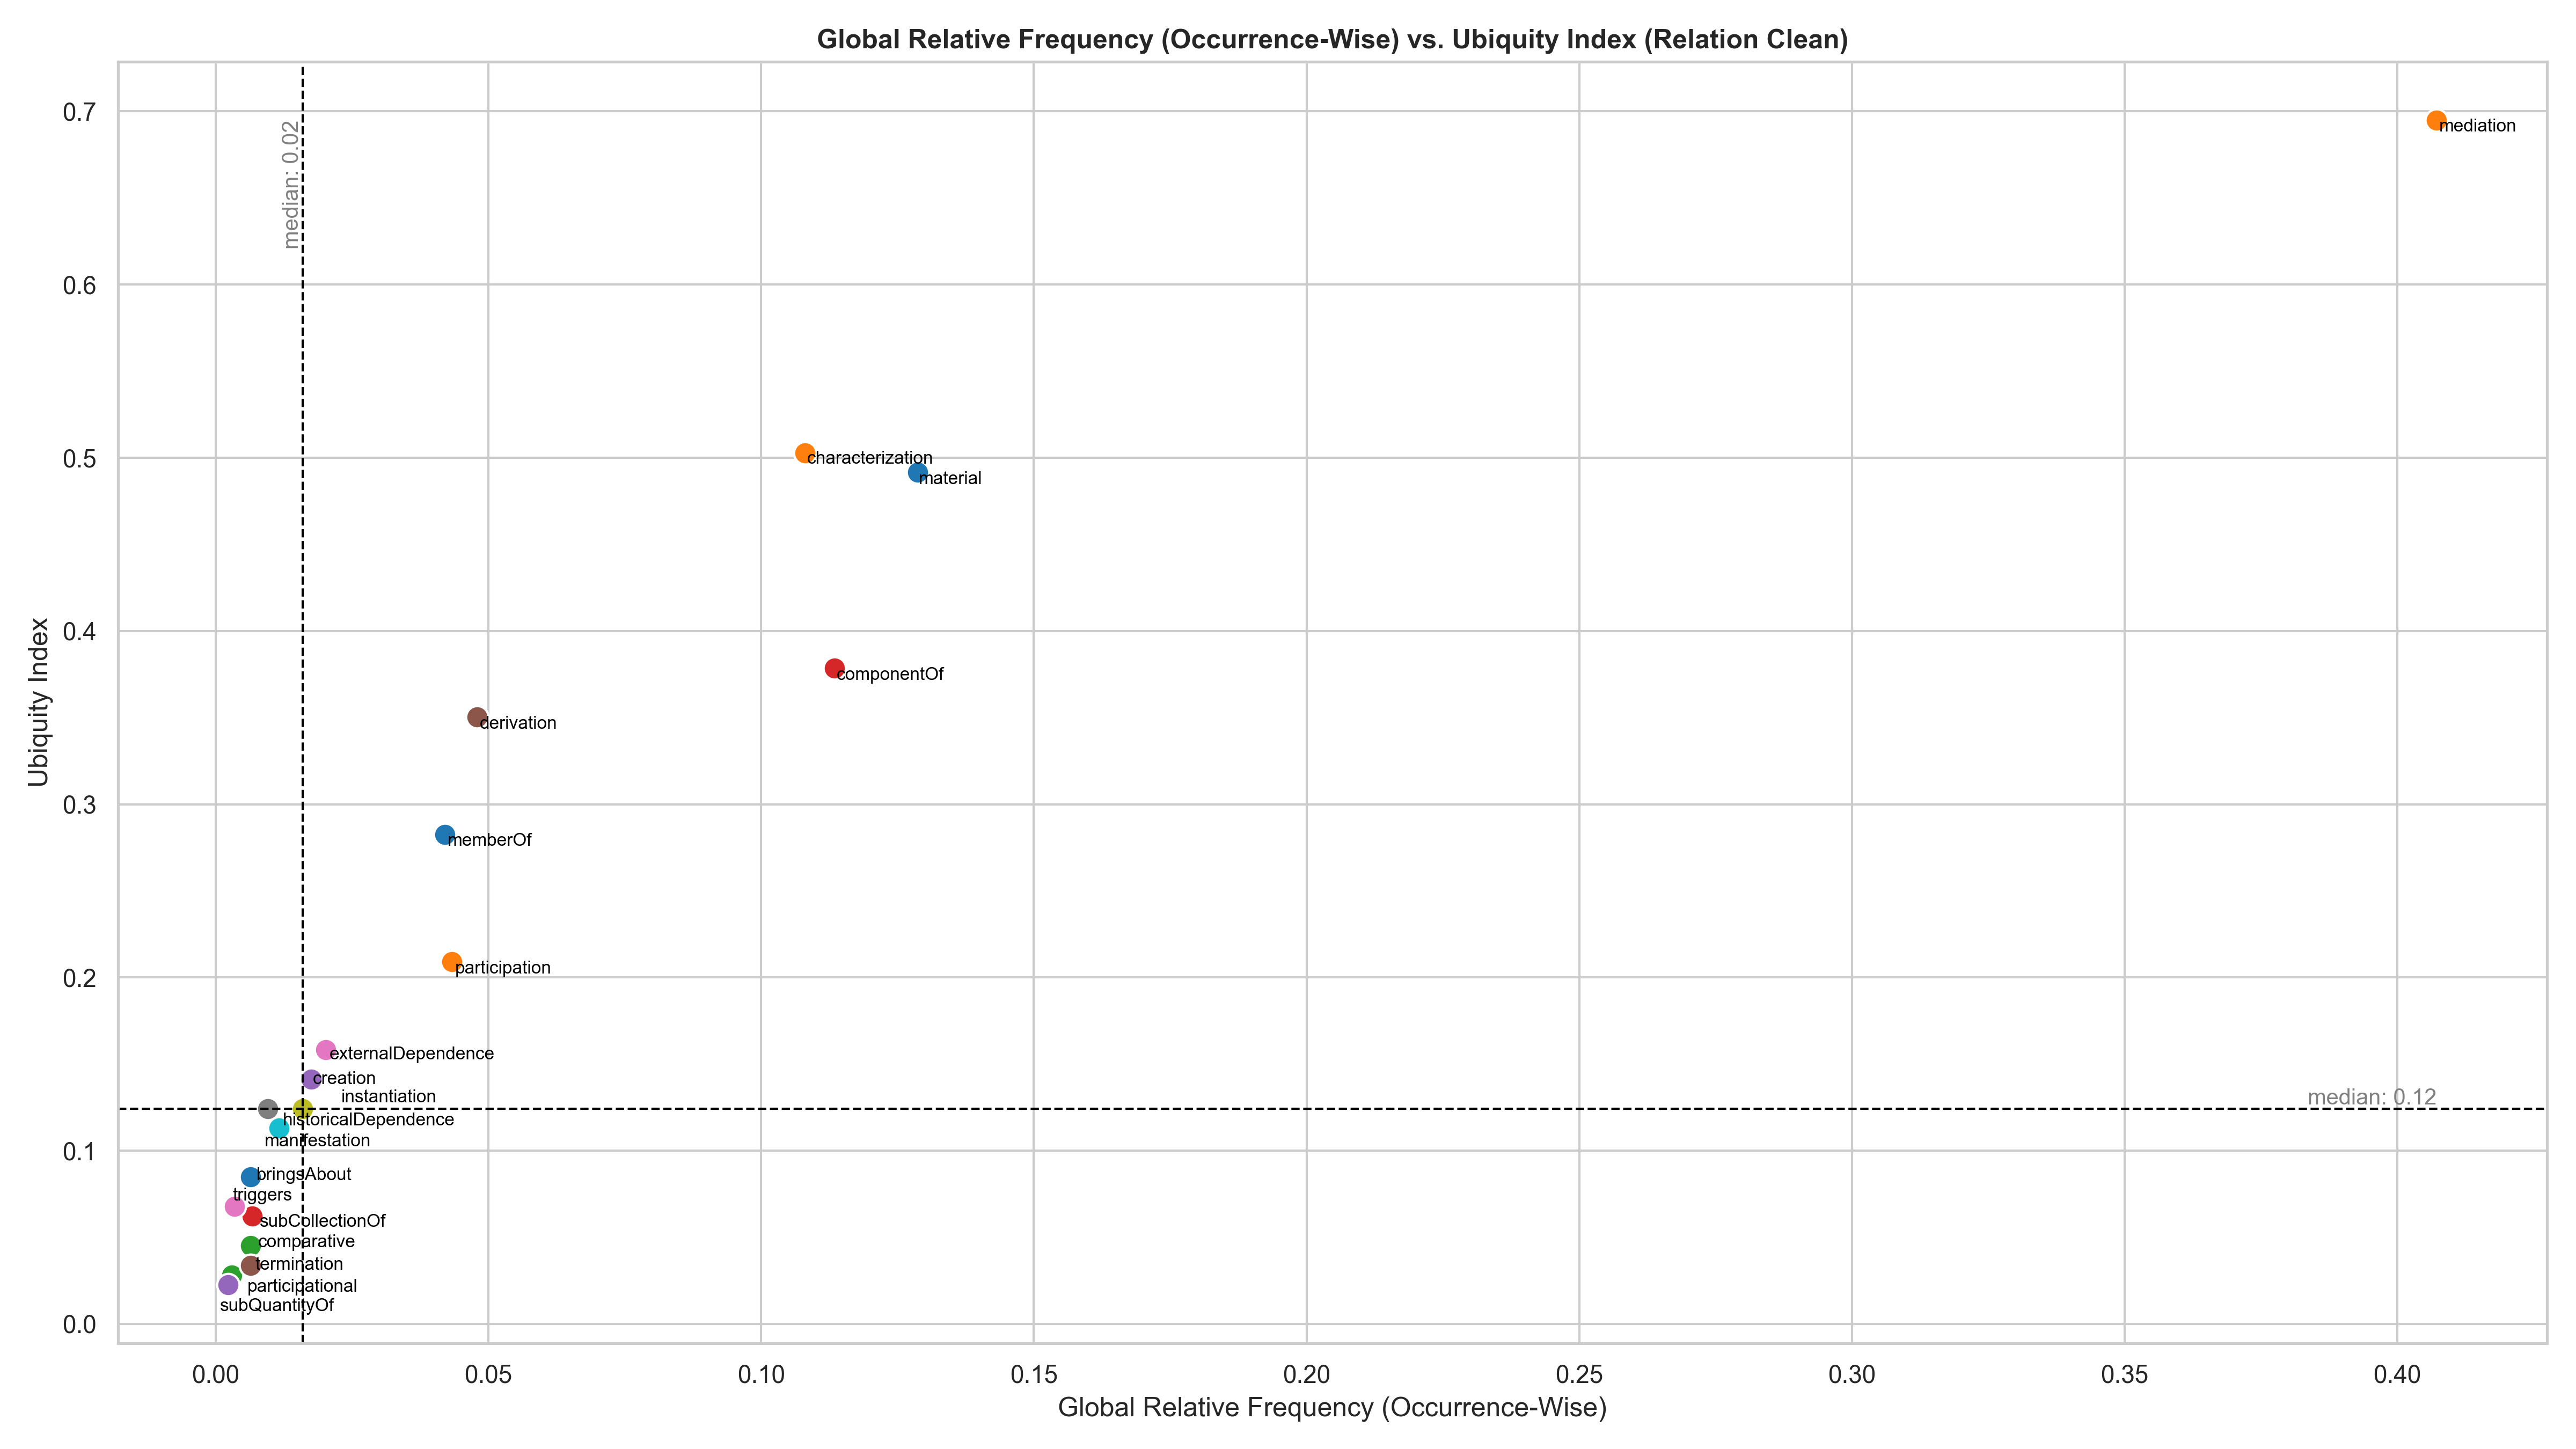 Global Relative Frequency (Occurrence-Wise) vs. Ubiquity Index (Relation Clean)
0.7
0.6
0.5
0.4
0.3
0.2
0.1
0.0
Ubiquity Index
median: 0.02
mediation
characterization
material
componentOf
derivation
memberOf
participation
externalDependence
creation
instantiation
median: 0.12
historicalDependence
manifestation
bringsAbout
triggers
subCollectionOf
comparative
termination
participational
subQuantityOf
0.00
0.05
0.10
0.15
0.20
0.25
0.30
0.35
0.40
Global Relative Frequency (Occurrence-Wise)